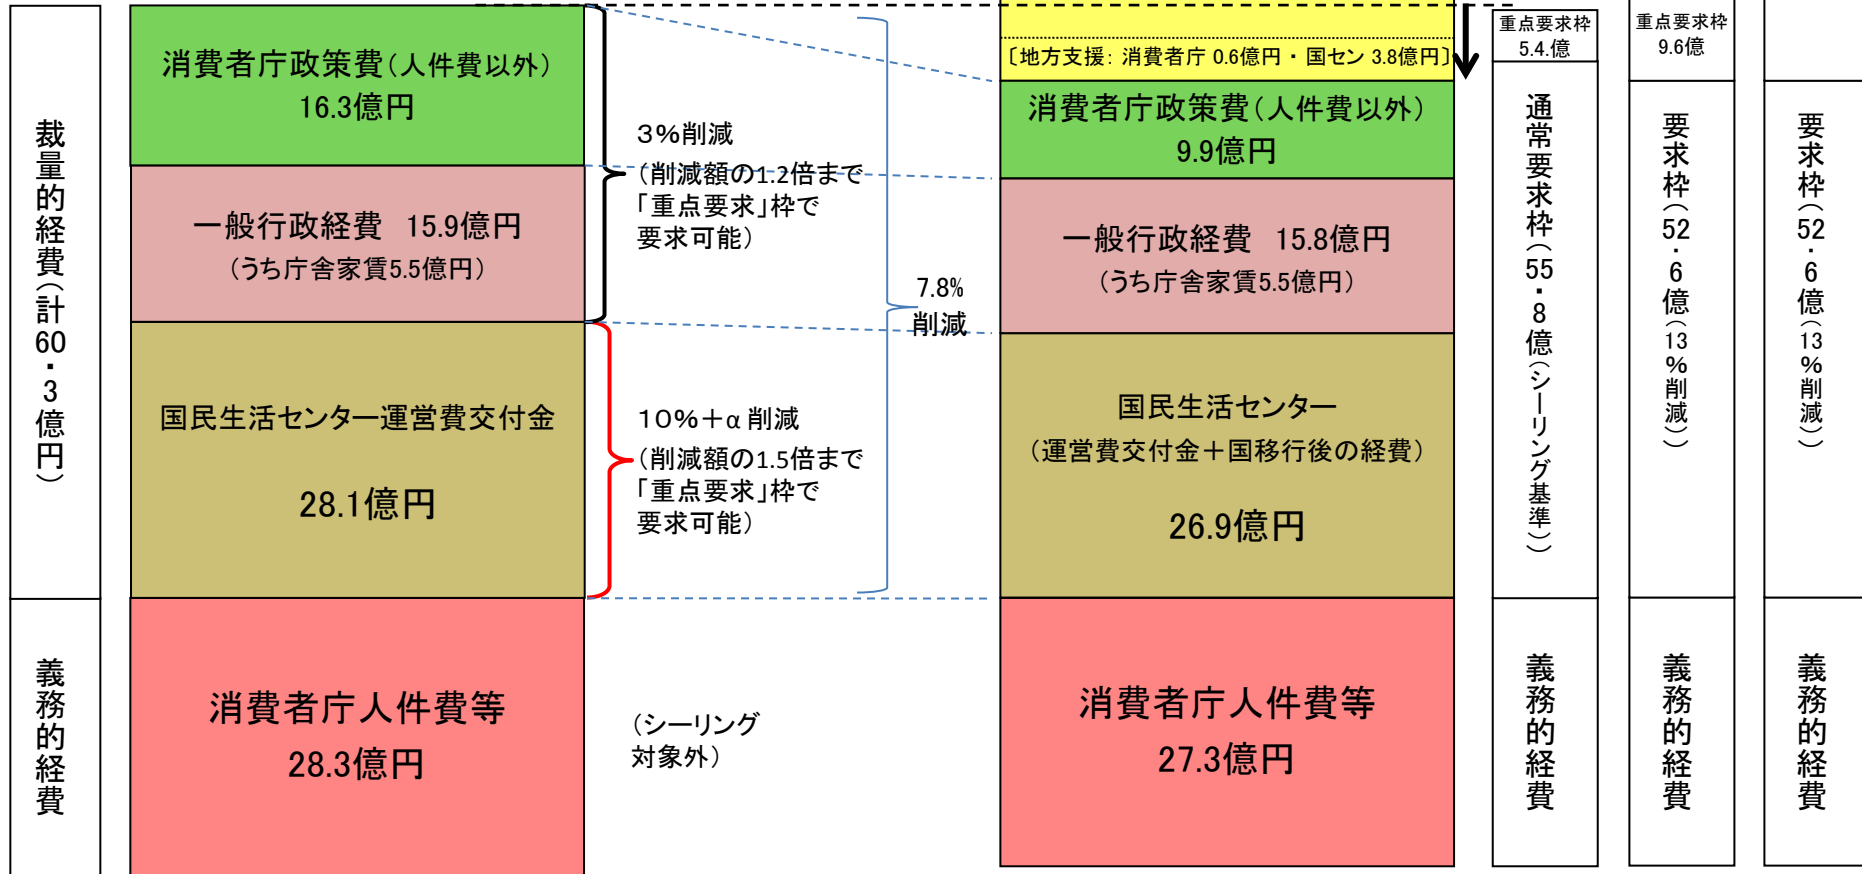 裁量的経費（計60・3億円）
義務的経費
消費者庁政策費（人件費以外）
16.3億円
一般行政経費　15.9億円
（うち庁舎家賃5.5億円）
国民生活センター運営費交付金
28.1億円
消費者庁人件費等
28.3億円
3%削減
（削減額の1.2倍まで
「重点要求」枠で
要求可能）
10%＋α 削減
（削減額の1.5倍まで
「重点要求」枠で
要求可能）
（シーリング
対象外）
7.8%
削減
〔地方支援: 消費者庁 0.6億円・国セン 3.8億円〕
消費者庁政策費（人件費以外）
9.9億円
一般行政経費　15.8億円
（うち庁舎家賃5.5億円）
国民生活センター
（運営費交付金＋国移行後の経費）
26.9億円
消費者庁人件費等
27.3億円
重点要求枠
5.4.億
通常要求枠（55・8億（シーリング基準））
義務的経費
重点要求枠
9.6億
要求枠（52・6億（13%削減））
義務的経費
要求枠（52・6億（13%削減））
義務的経費